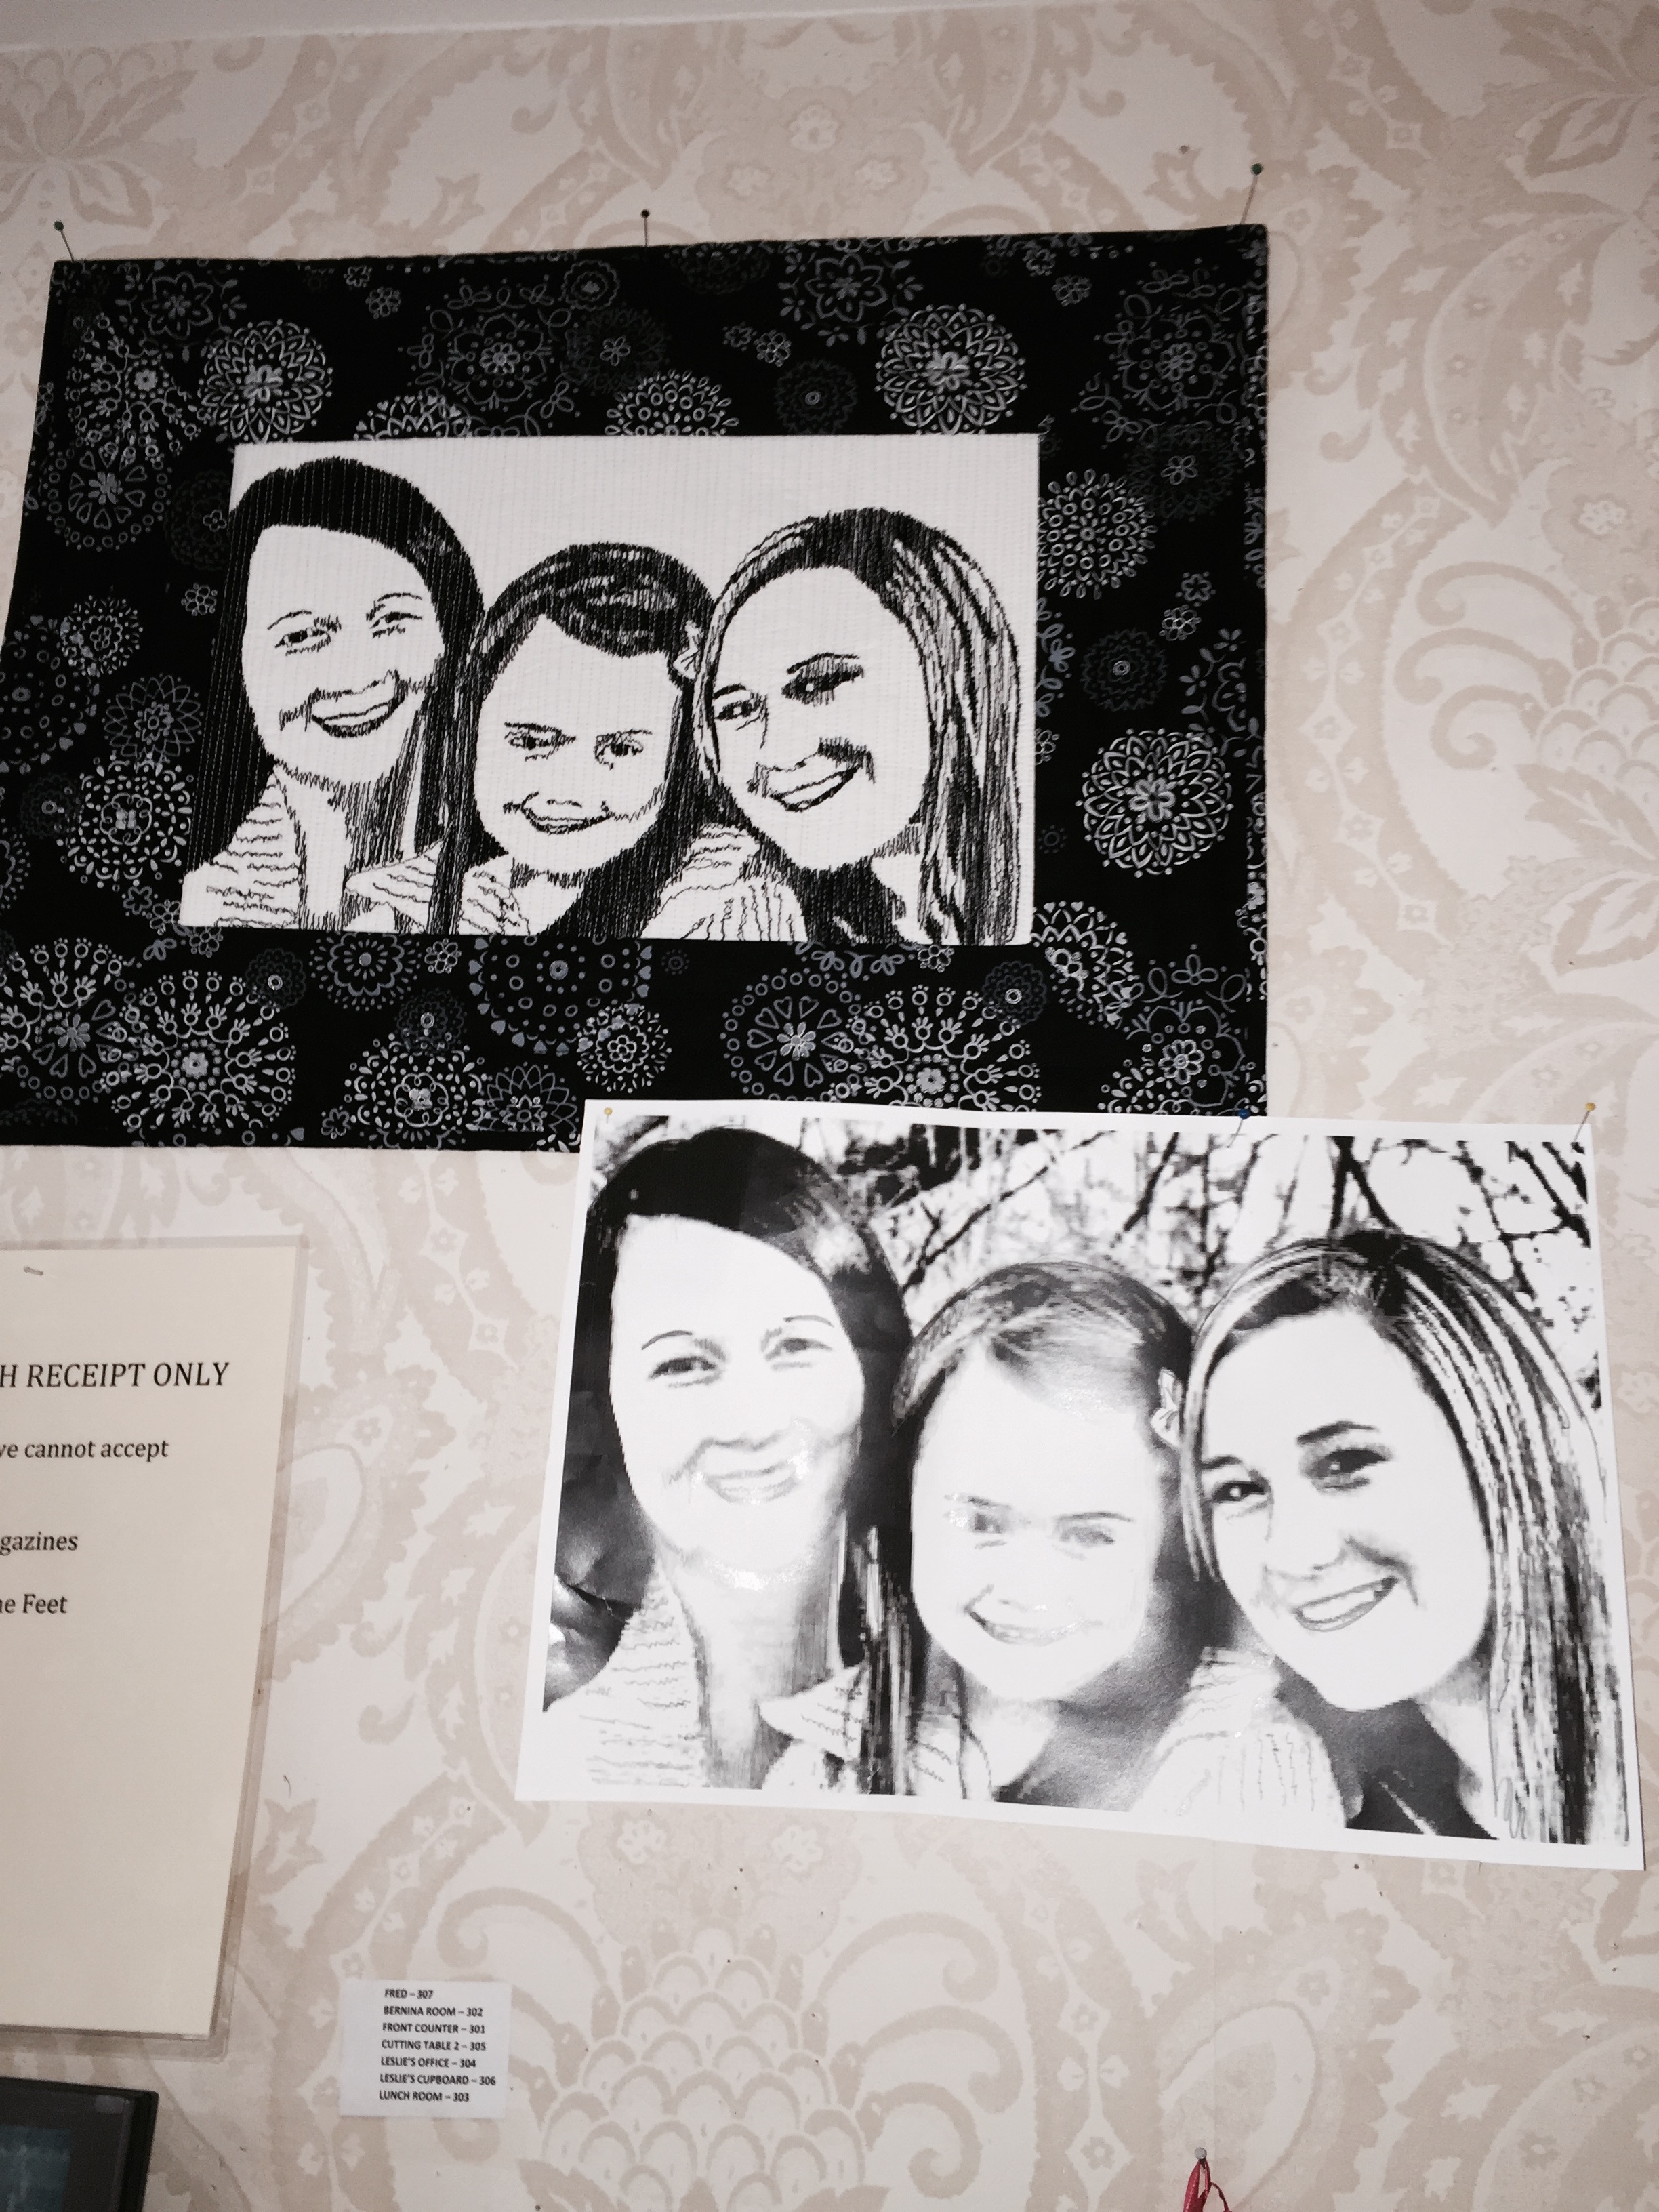 H RECEIPT ONLY
ve cannot accept
gazines
ne Feet
FRED – 307
BERNINA ROOM – 302
FRONT COUNTER – 301
CUTTING TABLE 2 – 305
LESLIE'S OFFICE – 304
LESLIE'S CUPBOARD – 306
LUNCH ROOM – 303